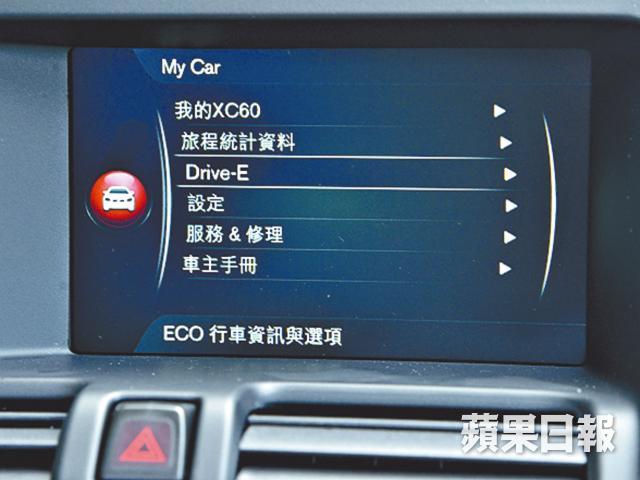 My Car
我的XC60
旅程統計資料
Drive-E
設定
服務 & 修理
車主手冊
ECO 行車資訊與選項
蘋果日報